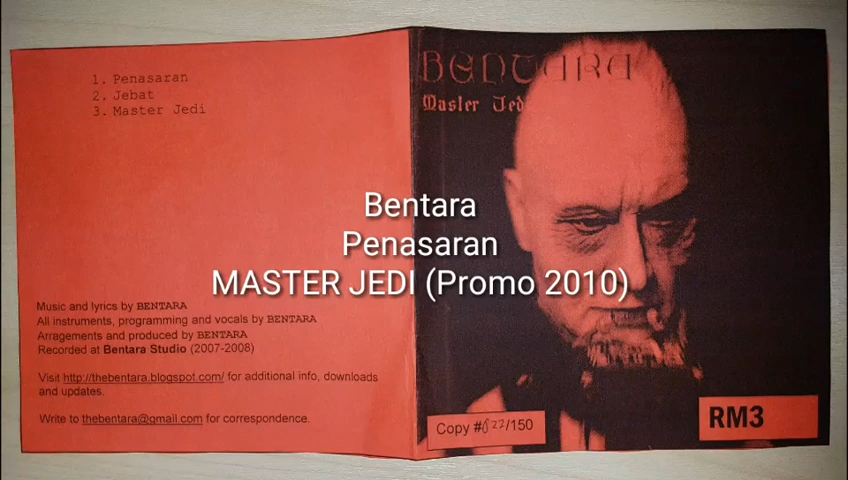 1. Penasaran
2. Jebat
3. Master Jedi
Music and lyrics by BENTARA
All instruments, programming and vocals by BENTARA
Arragements and produced by BENTARA
Recorded at Bentara Studio (2007-2008)
Visit http://thebentara.blogspot.com/ for additional info, downloads
and updates.
Write to thebentara@gmail.com for correspondence.
BENTARA
Master Jedi
Bentara
Penasaran
MASTER JEDI (Promo 2010)
Copy #022/150
RM3